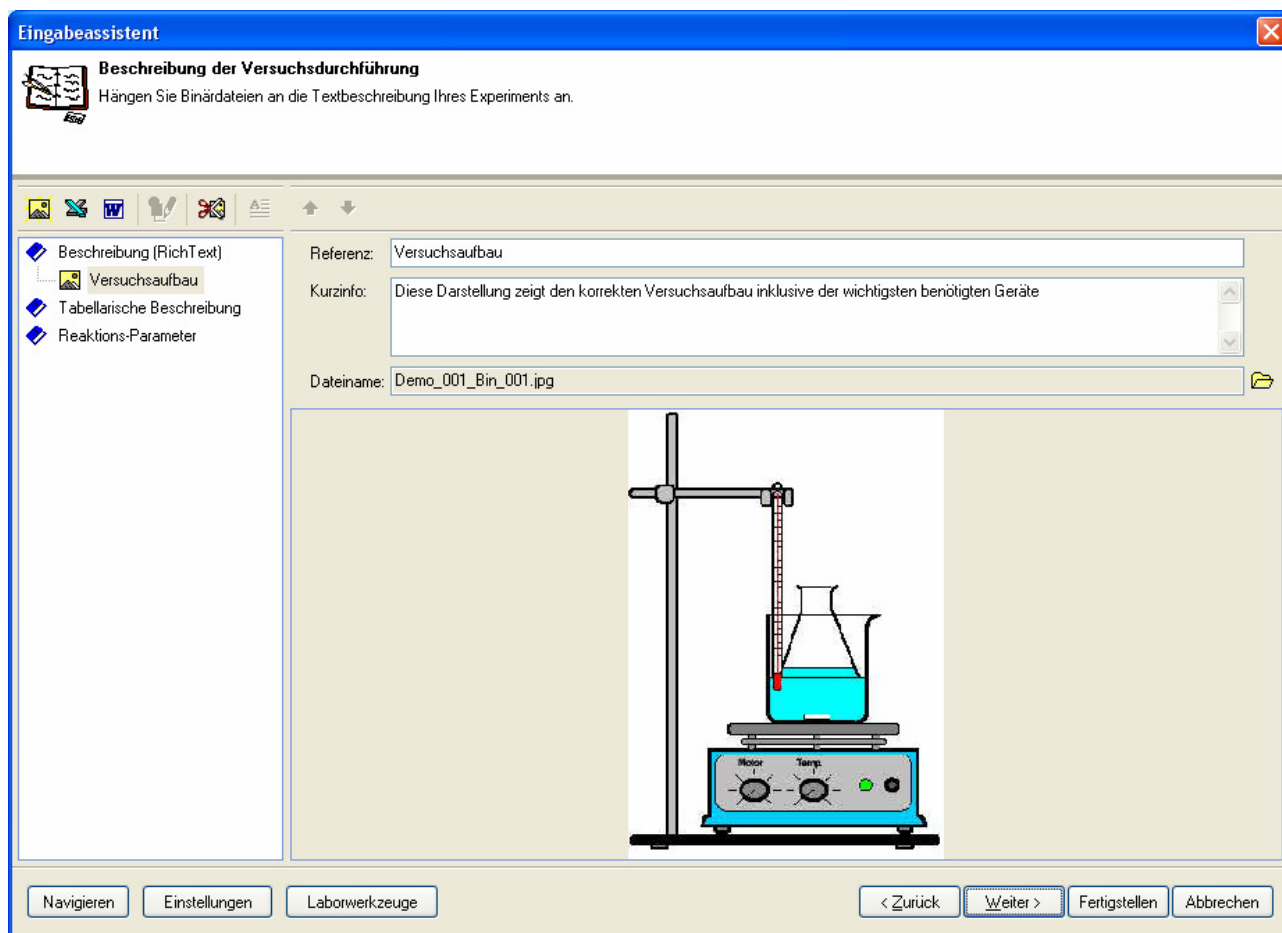 Eingabeassistent
Beschreibung der Versuchsdurchführung
Hängen Sie Binärdateien an die Textbeschreibung Ihres Experiments an.
Beschreibung (RichText)
Versuchsaufbau
Tabellarische Beschreibung
Reaktions-Parameter
Referenz: Versuchsaufbau
Kurzinfo: Diese Darstellung zeigt den korrekten Versuchsaufbau inklusive der wichtigsten benötigten Geräte
Dateiname: Demo_001_Bin_001.jpg
Motor Temp.
Navigieren Einstellungen Laborwerkzeuge < Zurück Weiter > Fertigstellen Abbrechen